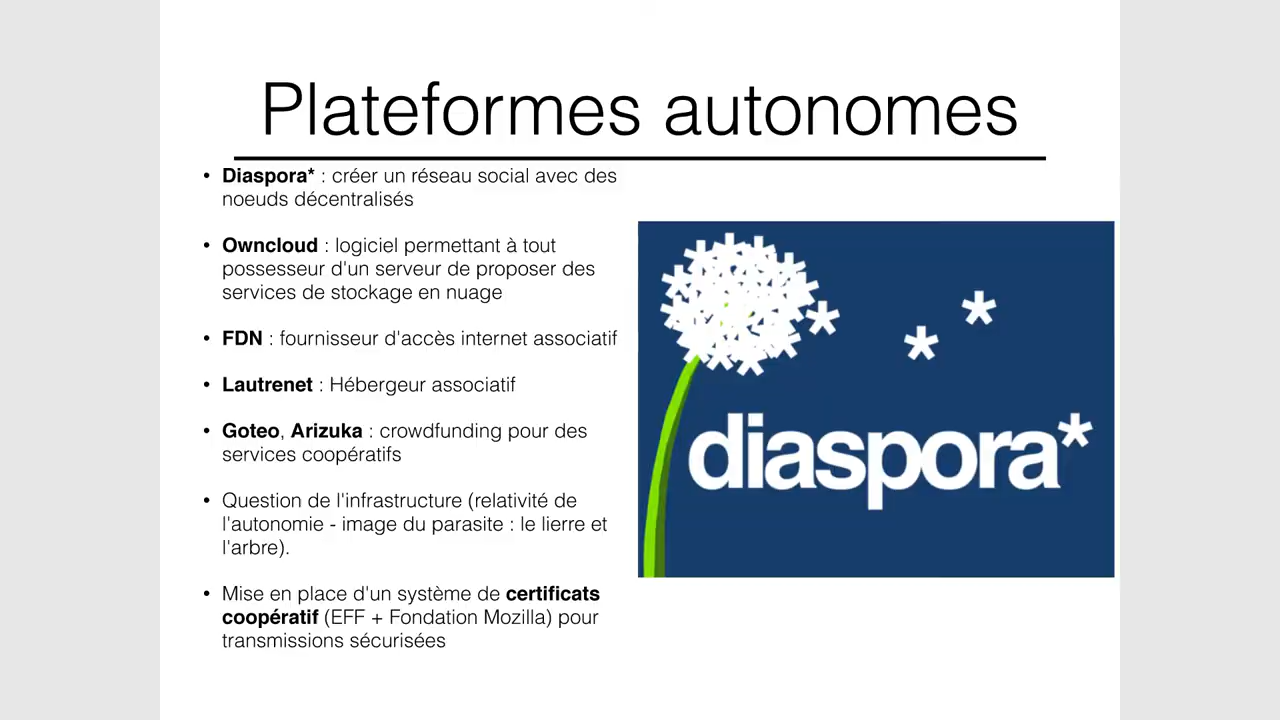 Plateformes autonomes
• Diaspora* : créer un réseau social avec des
noeuds décentralisés
• Owncloud : logiciel permettant à tout
possesseur d'un serveur de proposer des
services de stockage en nuage
• FDN : fournisseur d'accès internet associatif
• Lautrenet : Hébergeur associatif
• Goteo, Arizuka : crowdfunding pour des
services coopératifs
• Question de l'infrastructure (relativité de
l'autonomie - image du parasite : le lierre et
l'arbre).
• Mise en place d'un système de certificats
coopératif (EFF + Fondation Mozilla) pour
transmissions sécurisées
diaspora*